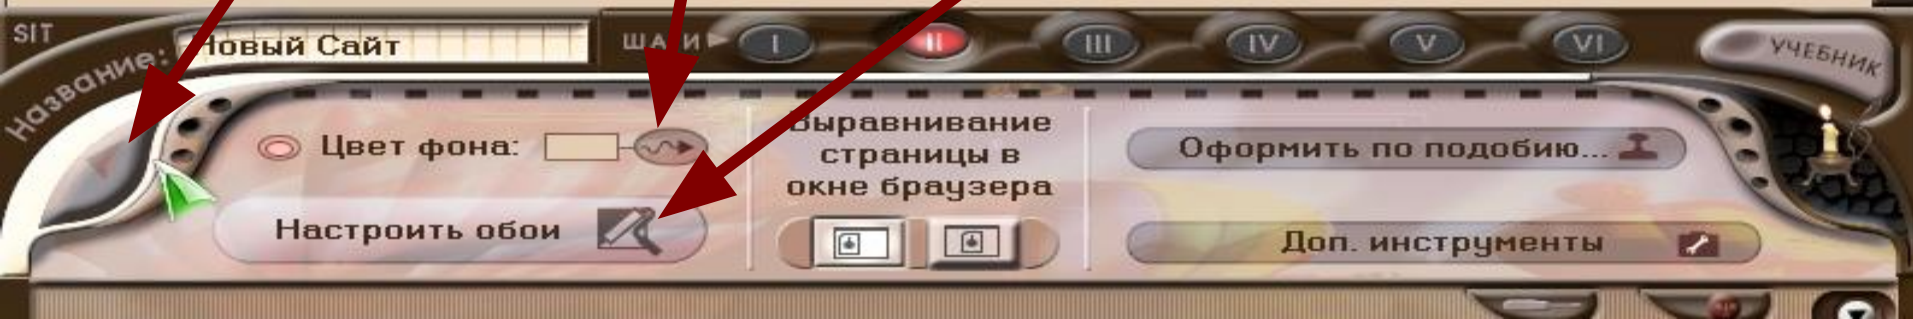 SIT
Название:
Новый Сайт
ШАГИ
I
II
III
IV
V
VI
УЧЕБНИК
Цвет фона:
Настроить обои
Выравнивание
страницы в
окне браузера
Оформить по подобию...
Доп. инструменты